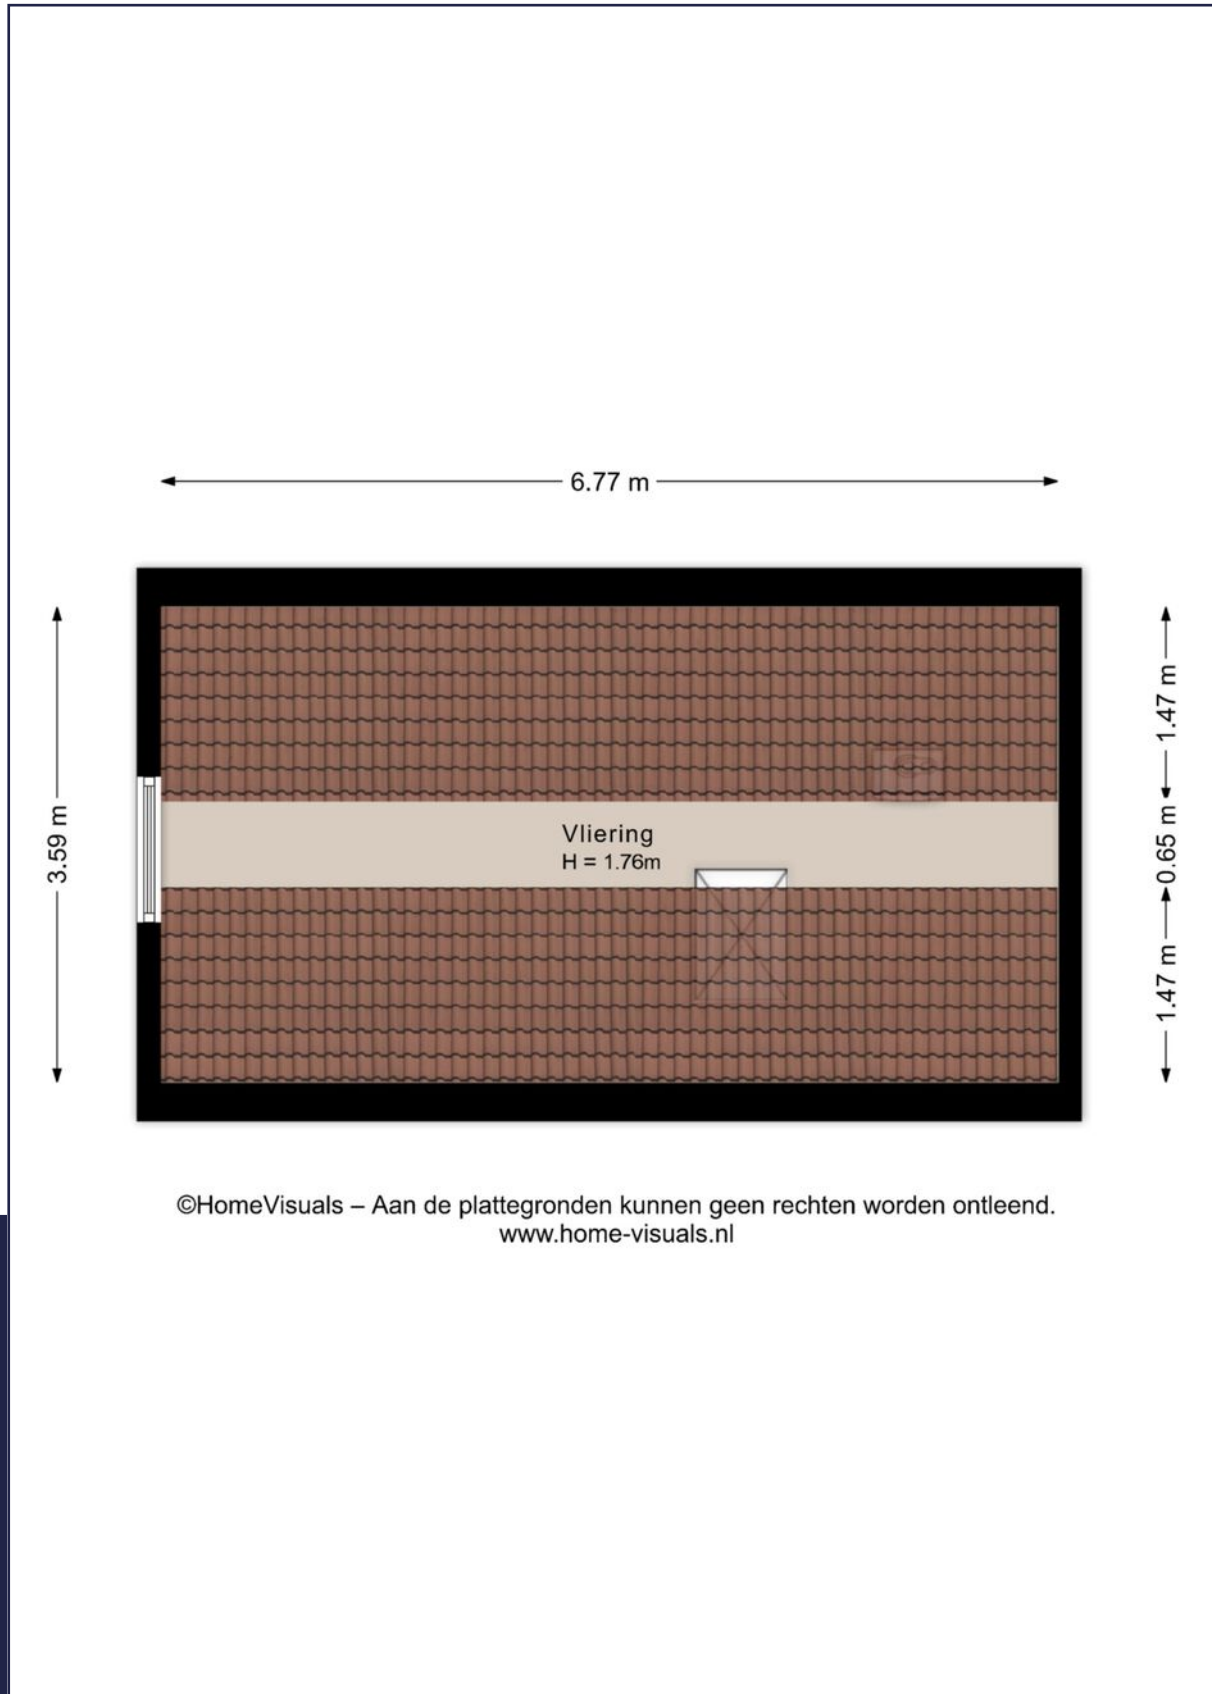 6.77 m
3.59 m
1.47 m
0.65 m
1.47 m
Vliering
H = 1.76m
©HomeVisuals – Aan de plattegronden kunnen geen rechten worden ontleend.
www.home-visuals.nl